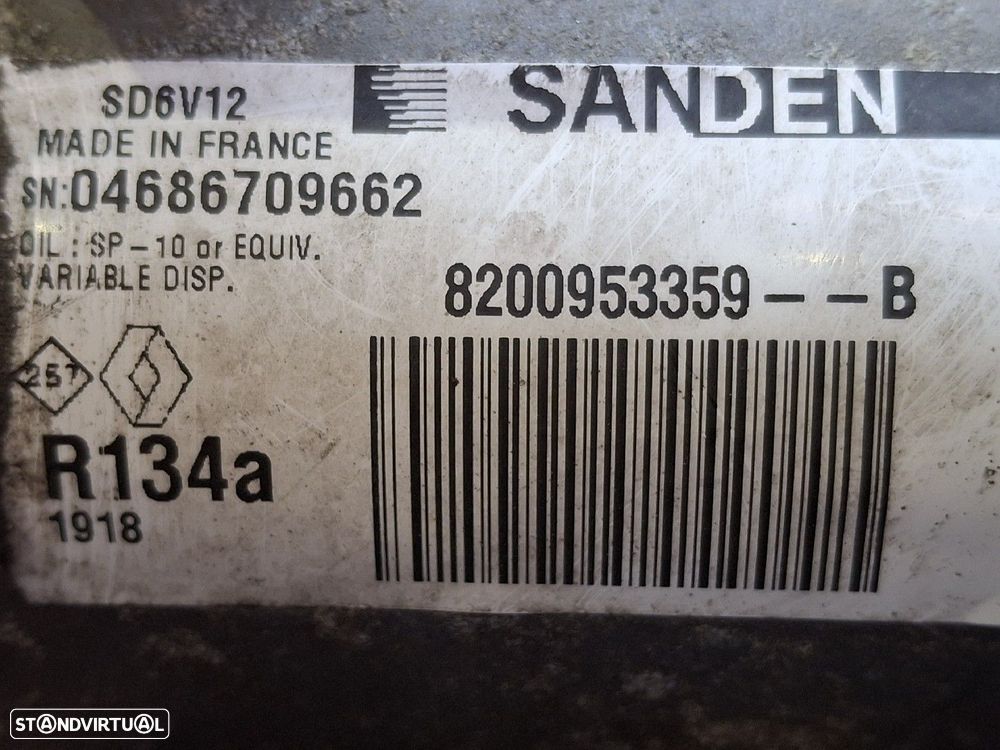 SD6V12
SANDEN
MADE IN FRANCE
SN:04686709662
OIL : SP-10 or EQUIV.
VARIABLE DISP.
8200953359--B
257
R134a
1918
STANDVIRTUAL